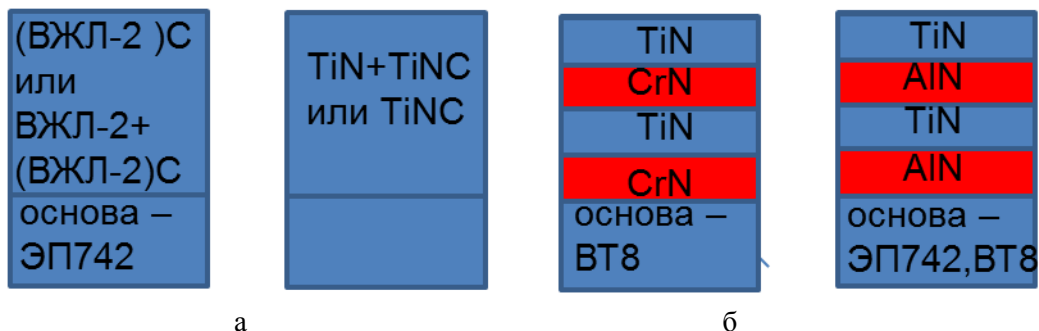 (ВЖЛ-2 )С
или
ВЖЛ-2+
(ВЖЛ-2)С
основа –
ЭП742
TiN+TiNC
или TiNC
TiN
CrN
TiN
CrN
основа –
ВТ8
TiN
AlN
TiN
AlN
основа –
ЭП742,ВТ8
а
б